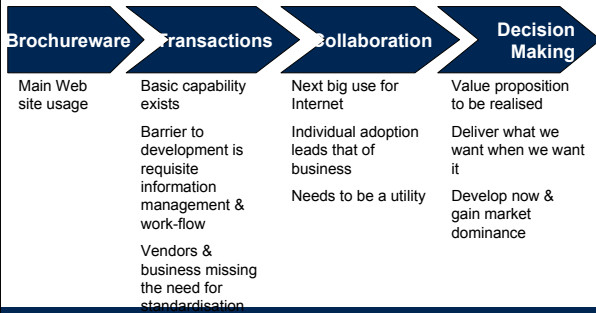 Brochureware
Transactions
Collaboration
Decision
Making
Main Web
site usage
Basic capability
exists
Barrier to
development is
requisite
information
management &
work-flow
Vendors &
business missing
the need for
standardisation
Next big use for
Internet
Individual adoption
leads that of
business
Needs to be a utility
Value proposition
to be realised
Deliver what we
want when we want
it
Develop now &
gain market
dominance